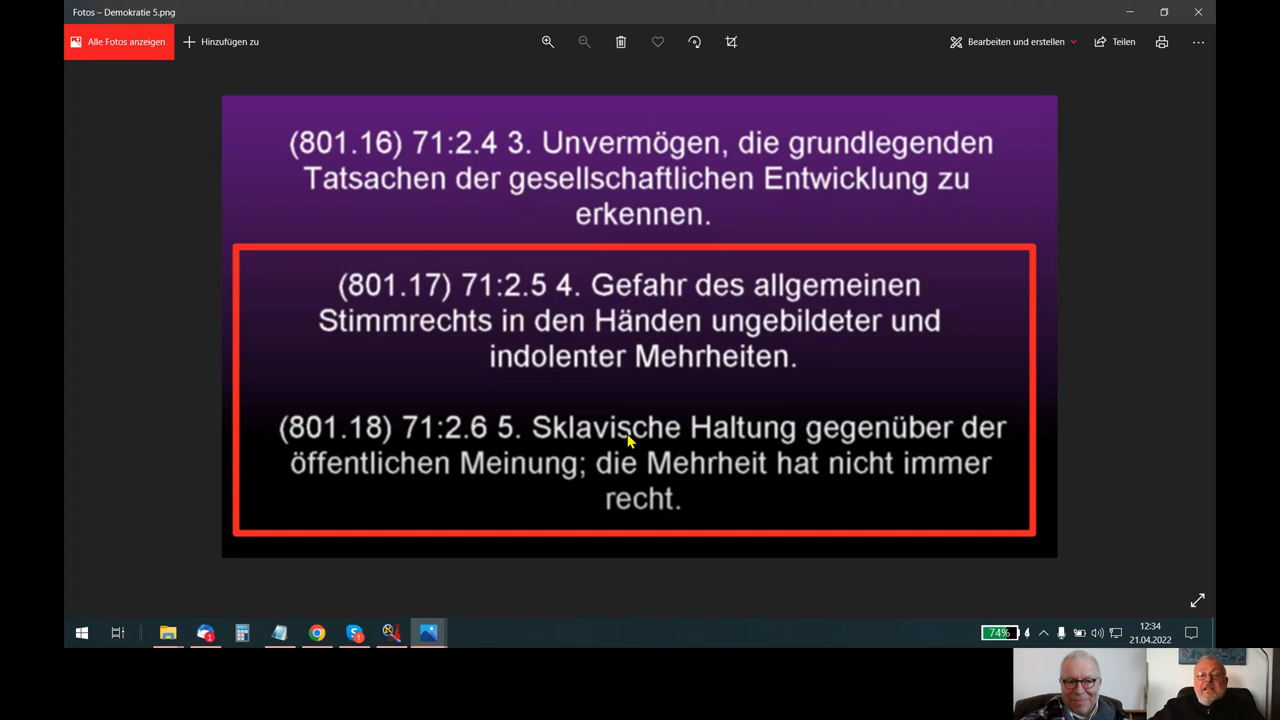 Fotos – Demokratie 5.png
Alle Fotos anzeigen
Hinzufügen zu
Bearbeiten und erstellen
Teilen
(801.16) 71:2.4 3. Unvermögen, die grundlegenden
Tatsachen der gesellschaftlichen Entwicklung zu
erkennen.
(801.17) 71:2.5 4. Gefahr des allgemeinen
Stimmrechts in den Händen ungebildeter und
indolenter Mehrheiten.
(801.18) 71:2.6 5. Sklavische Haltung gegenüber der
öffentlichen Meinung; die Mehrheit hat nicht immer
recht.
74%
12:34
21.04.2022